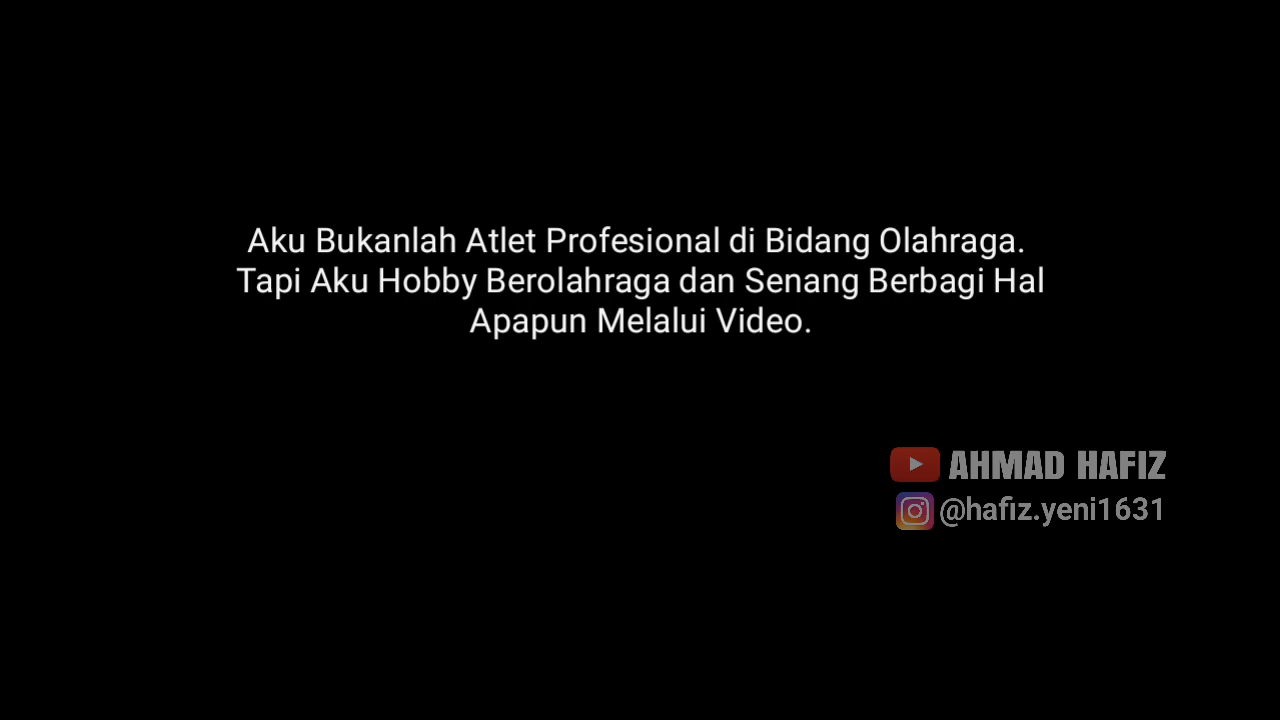 Aku Bukanlah Atlet Profesional di Bidang Olahraga.
Tapi Aku Hobby Berolahraga dan Senang Berbagi Hal
Apapun Melalui Video.
AHMAD HAFIZ
@hafiz.yeni1631